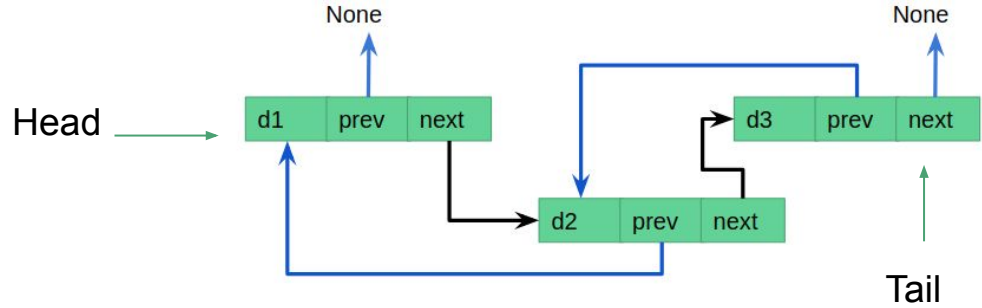 None
None
Head
d1 prev next
d3 prev next
d2 prev next
Tail